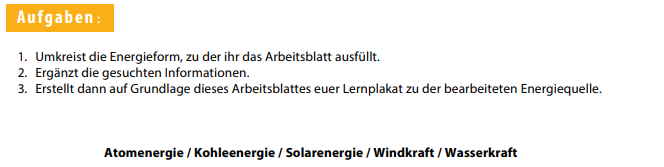 Aufgaben:
1. Umkreist die Energieform, zu der ihr das Arbeitsblatt ausfüllt.
2. Ergänzt die gesuchten Informationen.
3. Erstellt dann auf Grundlage dieses Arbeitsblattes euer Lernplakat zu der bearbeiteten Energiequelle.
Atomenergie / Kohleenergie / Solarenergie / Windkraft / Wasserkraft